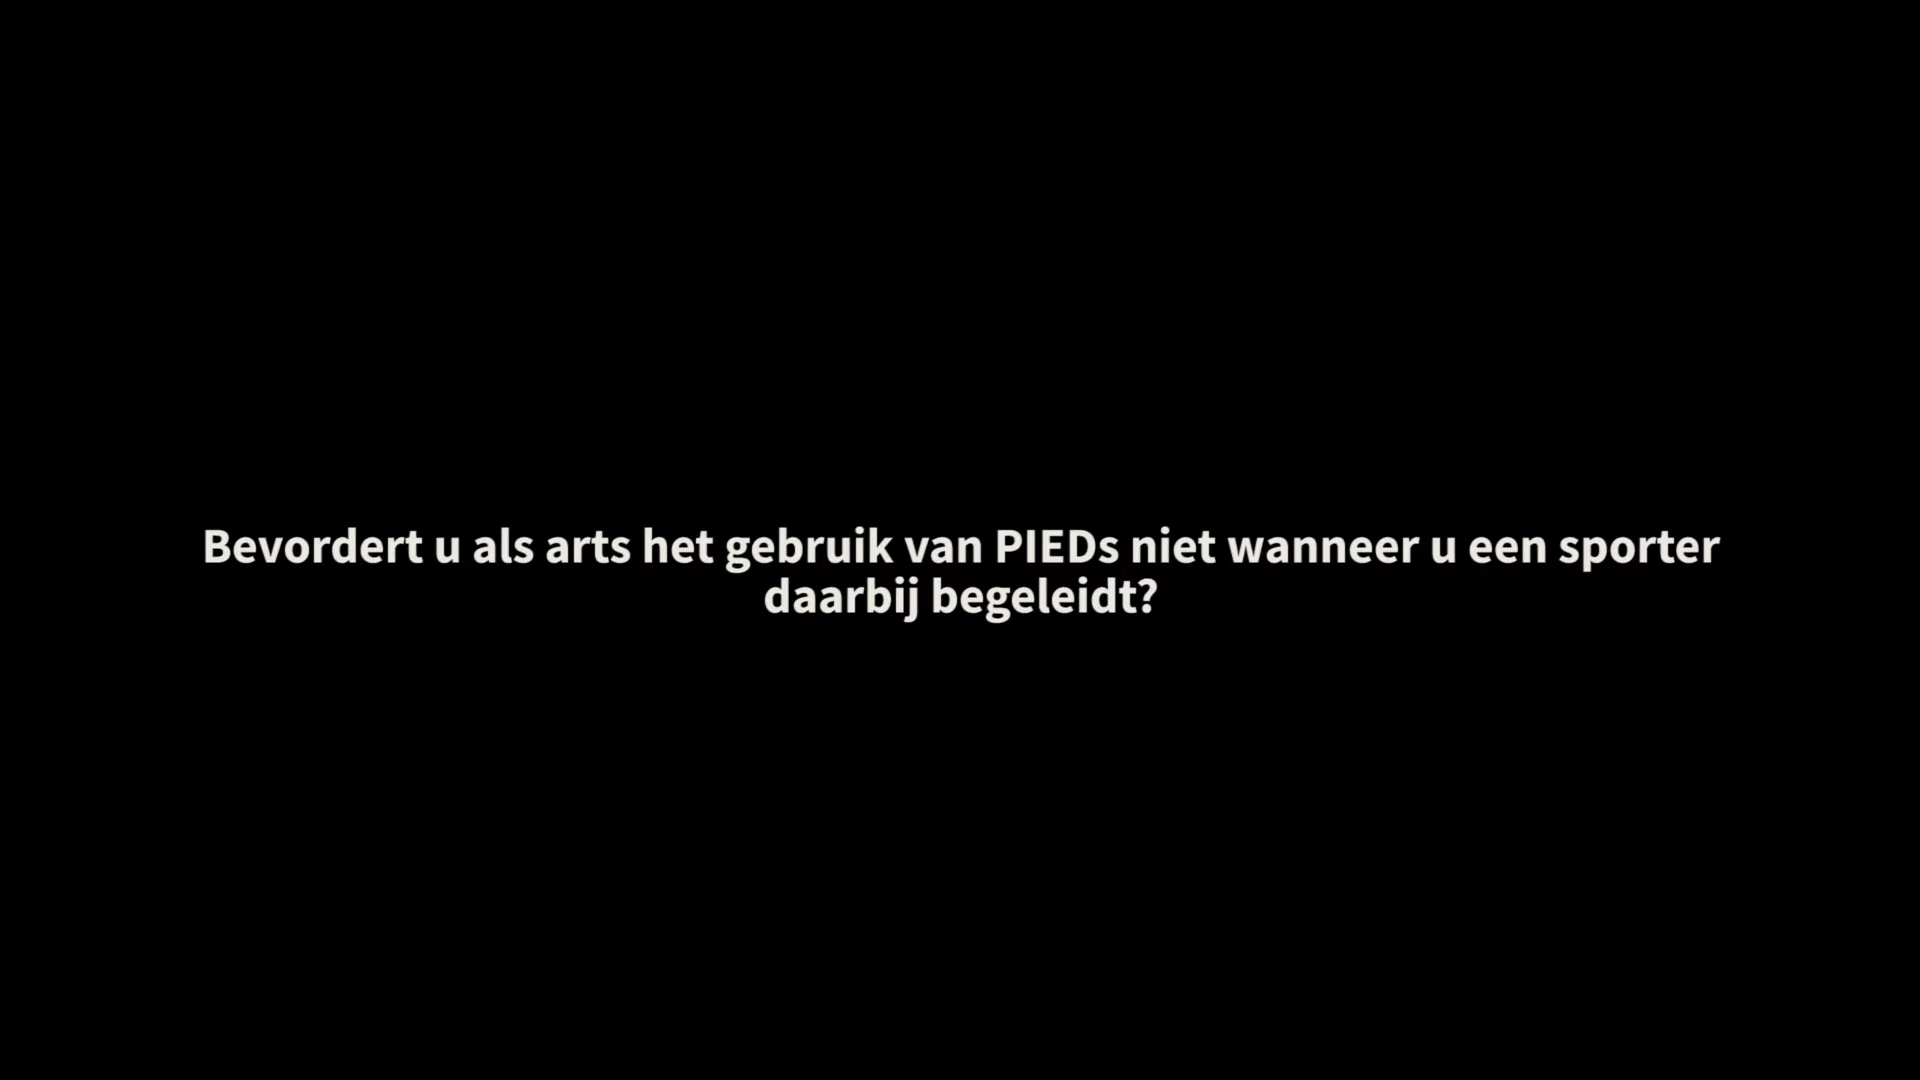 Bevordert u als arts het gebruik van PIEDs niet wanneer u een sporter
daarbij begeleidt?